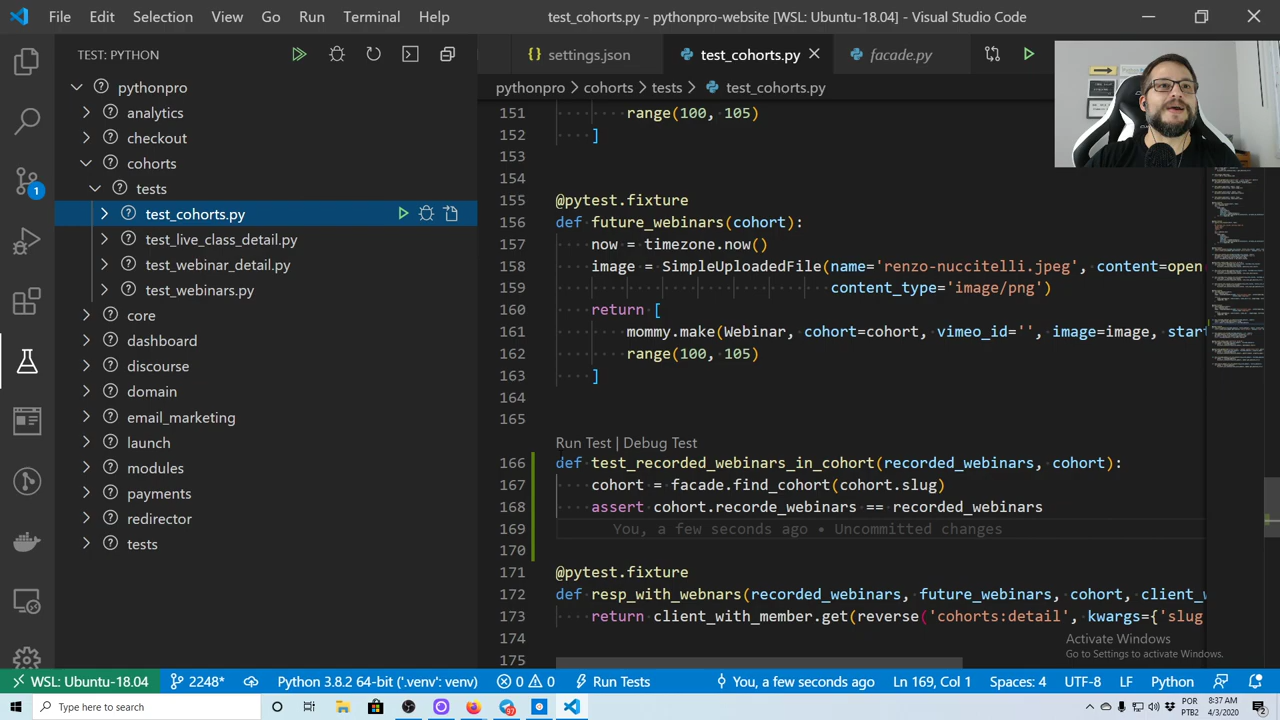 File Edit Selection View Go Run Terminal Help test_cohorts.py - pythonpro-website [WSL: Ubuntu-18.04] - Visual Studio Code
TEST: PYTHON
settings.json test_cohorts.py facade.py
pythonpro > cohorts > tests > test_cohorts.py
pythonpro
analytics
checkout
cohorts
tests
test_cohorts.py
test_live_class_detail.py
test_webinar_detail.py
test_webinars.py
core
dashboard
discourse
domain
email_marketing
launch
modules
payments
redirector
tests
1
151 range(100, 105)
152 ]
153
154
155 @pytest.fixture
156 def future_webinars(cohort):
157 now = timezone.now()
(name='renzo-nuccitelli.jpeg', content=open
content_type='image/png')
160 return [
161 mommy.make(Webinar, cohort=cohort, video_id='', image=image, start
162 range(100, 105)
163 ]
164
165
Run Test | Debug Test
166 def test_recorded_webinars_in_cohort(recorded_webinars, cohort):
167 cohort = facade.find_cohort(cohort.slug)
168 assert cohort.recorde_webinars == recorded_webinars
169 You, a few seconds ago • Uncommitted changes
170
171 @pytest.fixture
172 def resp_with_webnars(recorded_webinars, future_webinars, cohort, client_w
173 return client_with_member.get(reverse('cohorts:detail', kwargs={'slug
174
175
Activate Windows
Go to Settings to activate Windows.
WSL: Ubuntu-18.04 2248* Python 3.8.2 ('.venv': venv) 0 0 Run Tests You, a few seconds ago Ln 169, Col 1 Spaces: 4 UTF-8 LF Python
Type here to search
POR
PTB2
8:37 AM
4/3/2020
2